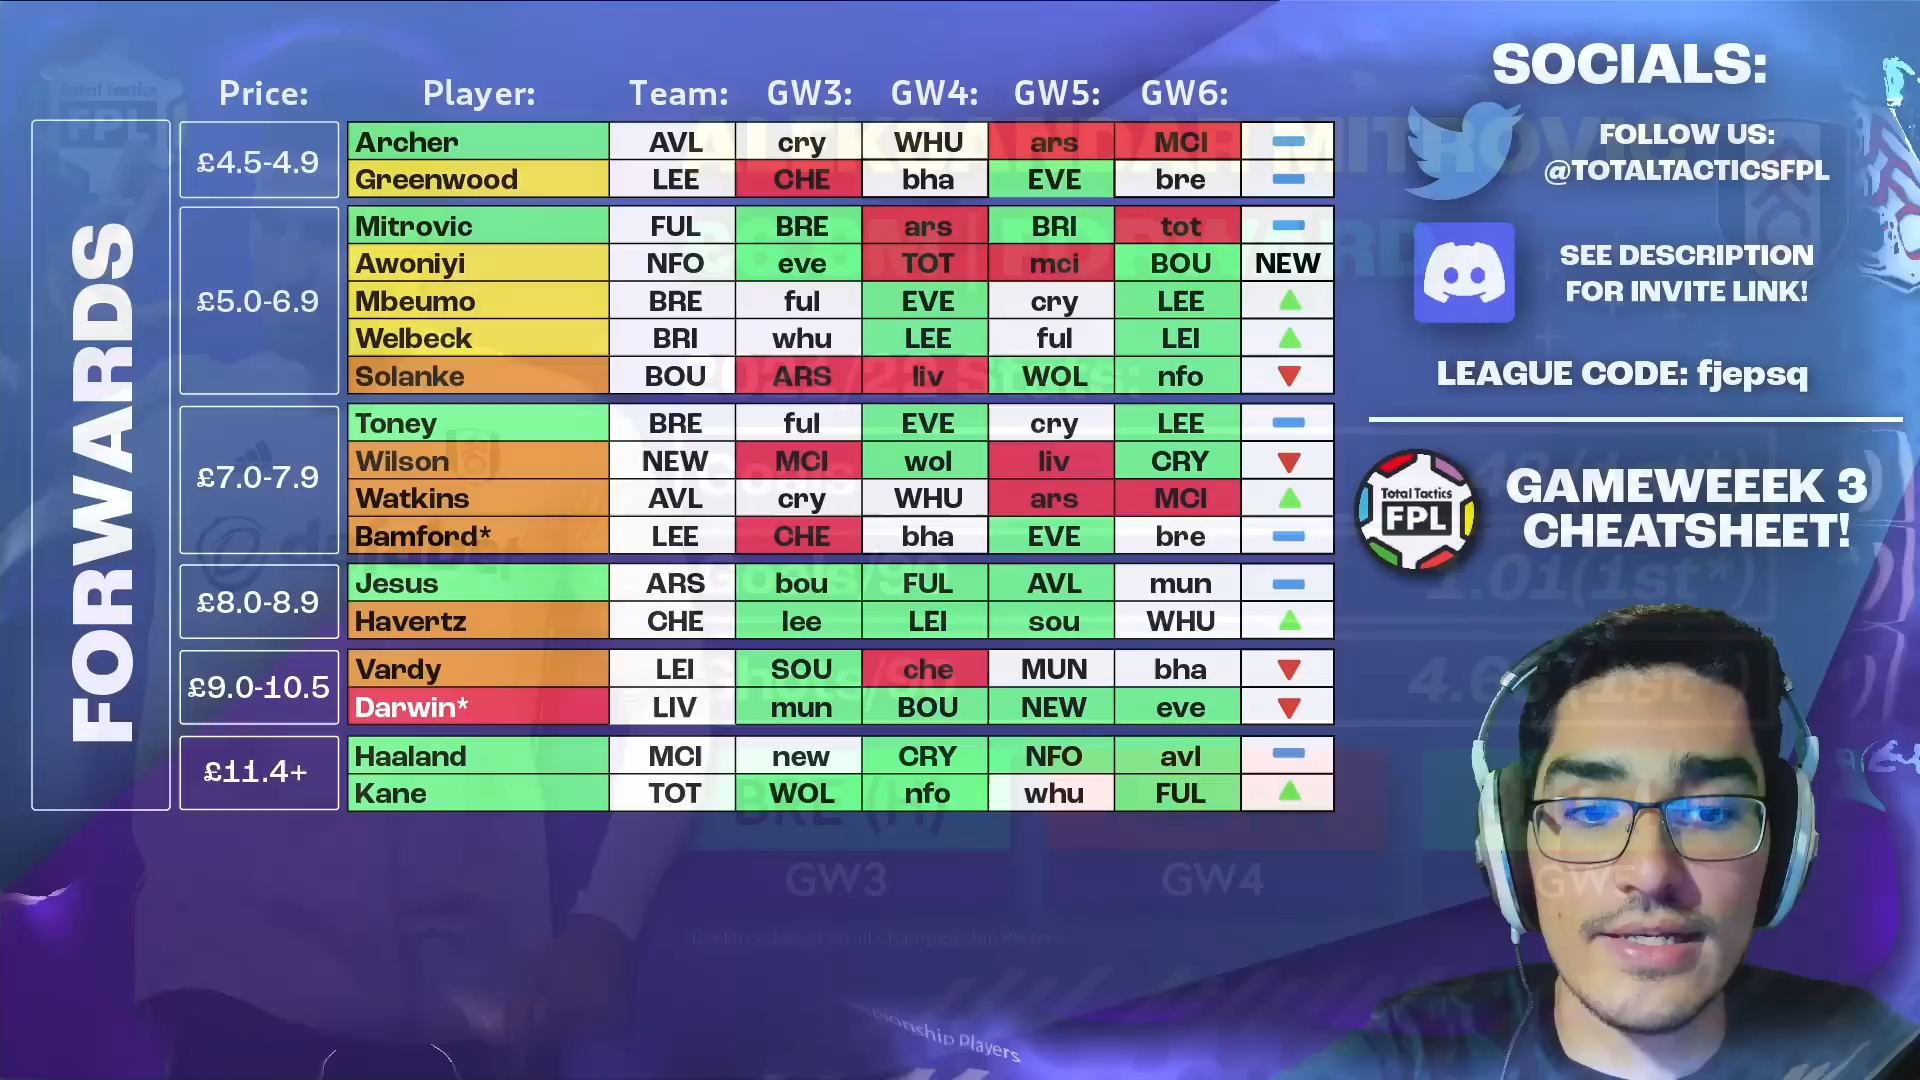 SOCIALS:
FOLLOW US:
@TOTALTACTICSFPL
SEE DESCRIPTION
FOR INVITE LINK!
LEAGUE CODE: fjepsq
Total Tactics
FPL
GAMEWEEEK 3
CHEATSHEET!
FORWARDS
Price: Player: Team: GW3: GW4: GW5: GW6:
£4.5-4.9
Archer AVL cry WHU ars MCI
Greenwood LEE CHE bha EVE bre
£5.0-6.9
Mitrovic FUL BRE ars BRI tot
Awoniyi NFO eve TOT mci BOU NEW
Mbeumo BRE ful EVE cry LEE
Welbeck BRI whu LEE ful LEI
Solanke BOU ARS liv WOL nfo
£7.0-7.9
Toney BRE ful EVE cry LEE
Wilson NEW MCI wol liv CRY
Watkins AVL cry WHU ars MCI
Bamford* LEE CHE bha EVE bre
£8.0-8.9
Jesus ARS bou FUL AVL mun
Havertz CHE lee LEI sou WHU
£9.0-10.5
Vardy LEI SOU che MUN bha
Darwin* LIV mun BOU NEW eve
£11.4+
Haaland MCI new CRY NFO avl
Kane TOT WOL nfo whu FUL
BRE (H)
GW3 GW4
1.01(1st*)